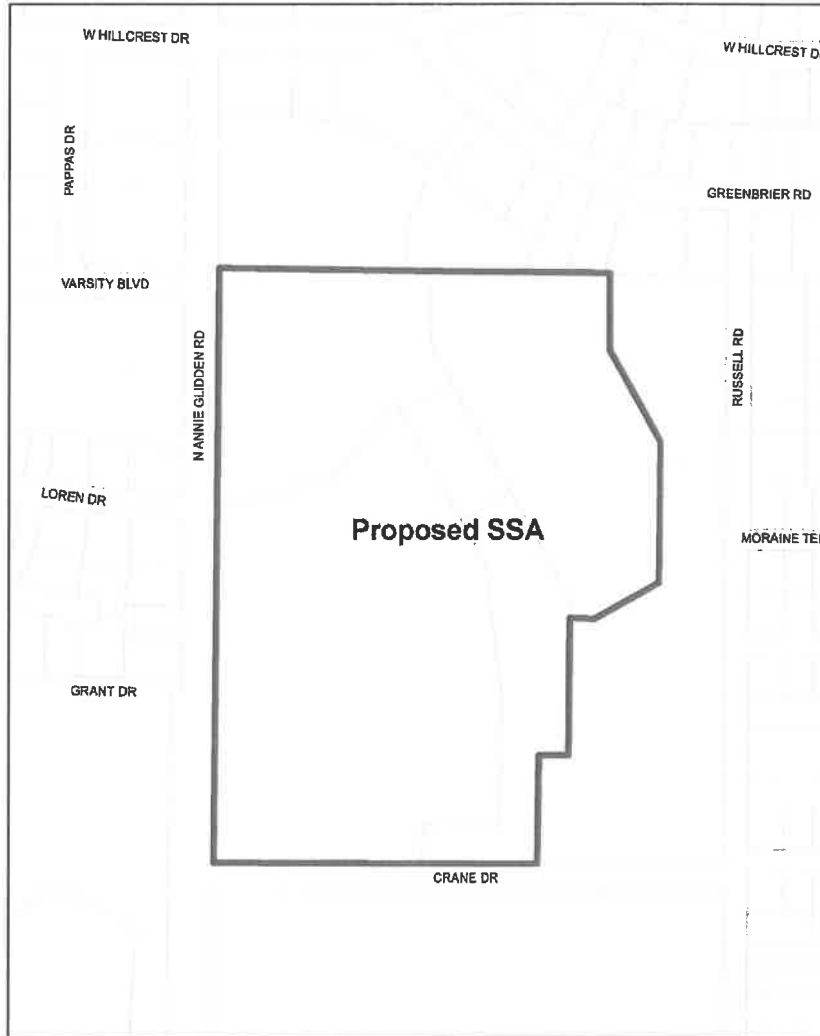 W HILLCREST DR
W HILLCREST D
PAPPAS DR
GREENBRIER RD
VARSITY BLVD
N ANNIE GLIDDEN RD
RUSSELL RD
LOREN DR
Proposed SSA
MORAINE TE
GRANT DR
CRANE DR